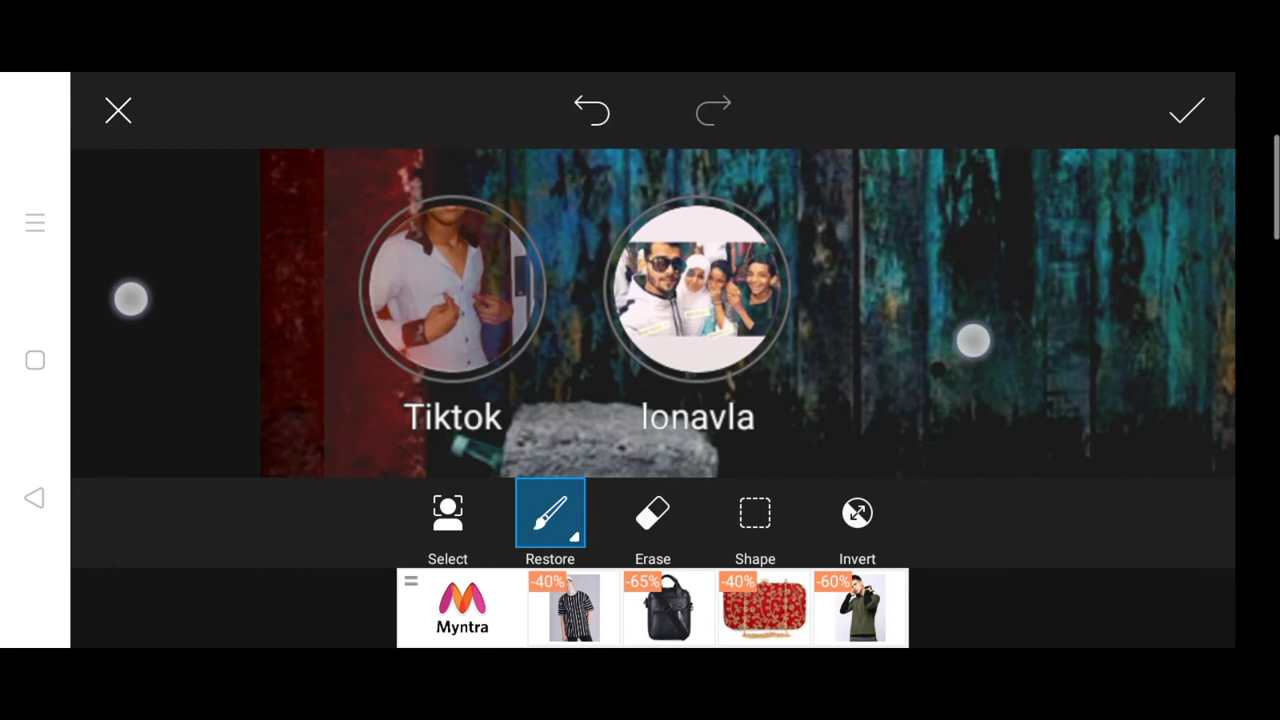 Tiktok
lonavla
Select
Restore
Erase
Shape
Invert
-40%
-65%
-40%
-60%
Myntra